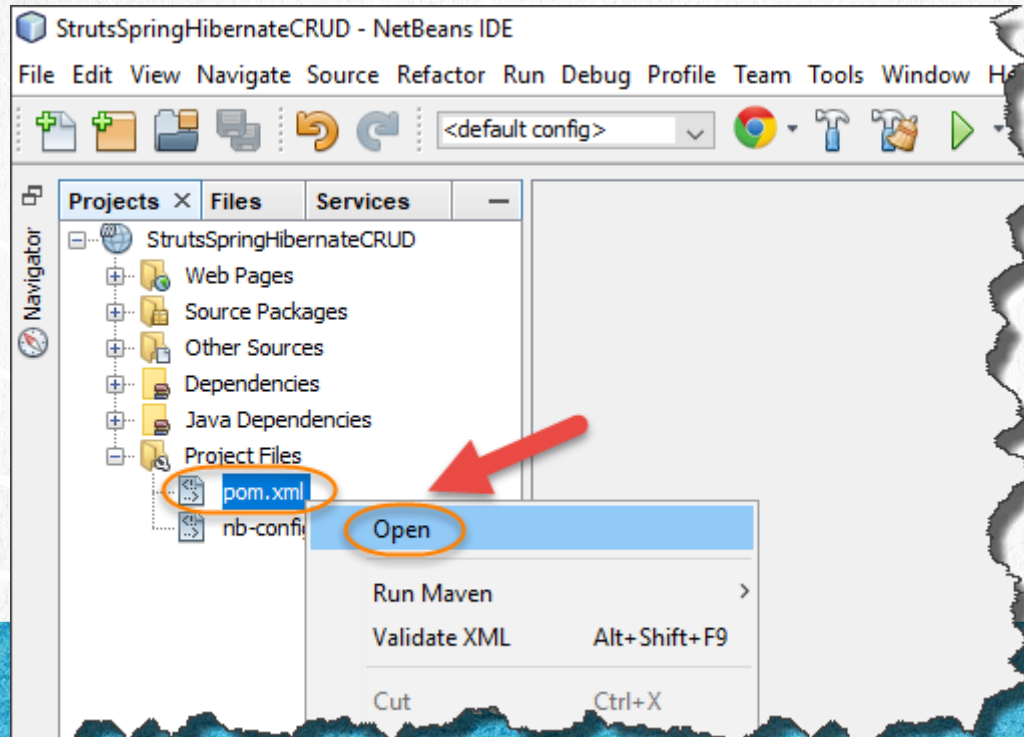 StrutsSpringHibernateCRUD - NetBeans IDE
File Edit View Navigate Source Refactor Run Debug Profile Team Tools Window
<default config>
Projects Files Services
Navigator
StrutsSpringHibernateCRUD
Web Pages
Source Packages
Other Sources
Dependencies
Java Dependencies
Project Files
pom.xml
nb-config
Open
Run Maven
Validate XML Alt+Shift+F9
Cut Ctrl+X